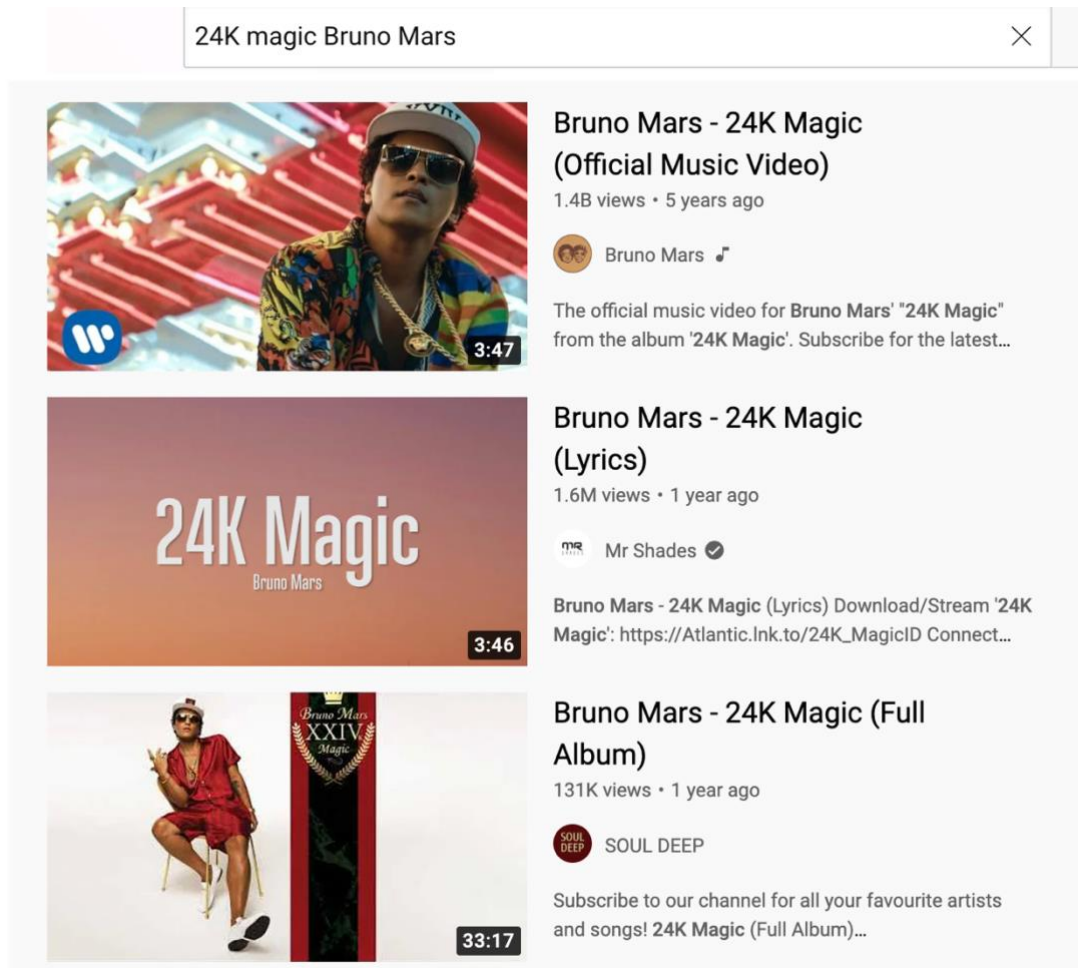 24K magic Bruno Mars
Bruno Mars - 24K Magic
(Official Music Video)
1.4B views • 5 years ago
Bruno Mars
The official music video for Bruno Mars' "24K Magic"
from the album '24K Magic'. Subscribe for the latest...
3:47
Bruno Mars - 24K Magic
(Lyrics)
1.6M views • 1 year ago
MR
Mr Shades
Bruno Mars - 24K Magic (Lyrics) Download/Stream '24K
Magic': https://Atlantic.lnk.to/24K_MagicID Connect...
24K Magic
Bruno Mars
3:46
Bruno Mars - 24K Magic (Full
Album)
131K views • 1 year ago
SOUL
DEEP
SOUL DEEP
Subscribe to our channel for all your favourite artists
and songs! 24K Magic (Full Album)...
Bruno Mars
XXIV
Magic
33:17